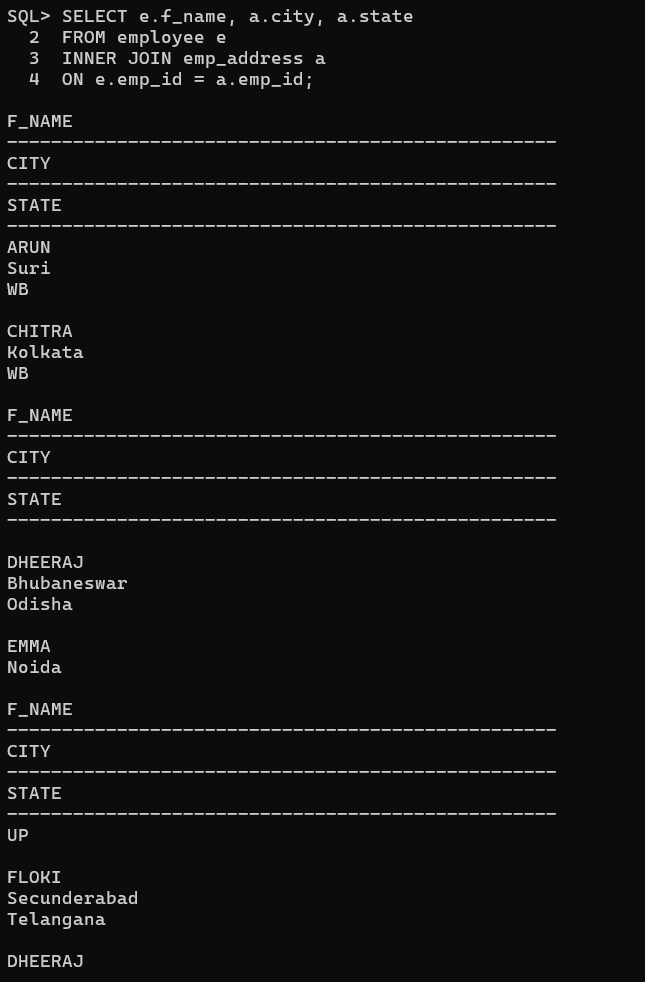 SQL> SELECT e.f_name, a.city, a.state
  2  FROM employee e
  3  INNER JOIN emp_address a
  4  ON e.emp_id = a.emp_id;

F_NAME
--------------------------------------------------
CITY
--------------------------------------------------
STATE
--------------------------------------------------
ARUN
Suri
WB

CHITRA
Kolkata
WB

F_NAME
--------------------------------------------------
CITY
--------------------------------------------------
STATE
--------------------------------------------------

DHEERAJ
Bhubaneswar
Odisha

EMMA
Noida

F_NAME
--------------------------------------------------
CITY
--------------------------------------------------
STATE
--------------------------------------------------
UP

FLOKI
Secunderabad
Telangana

DHEERAJ